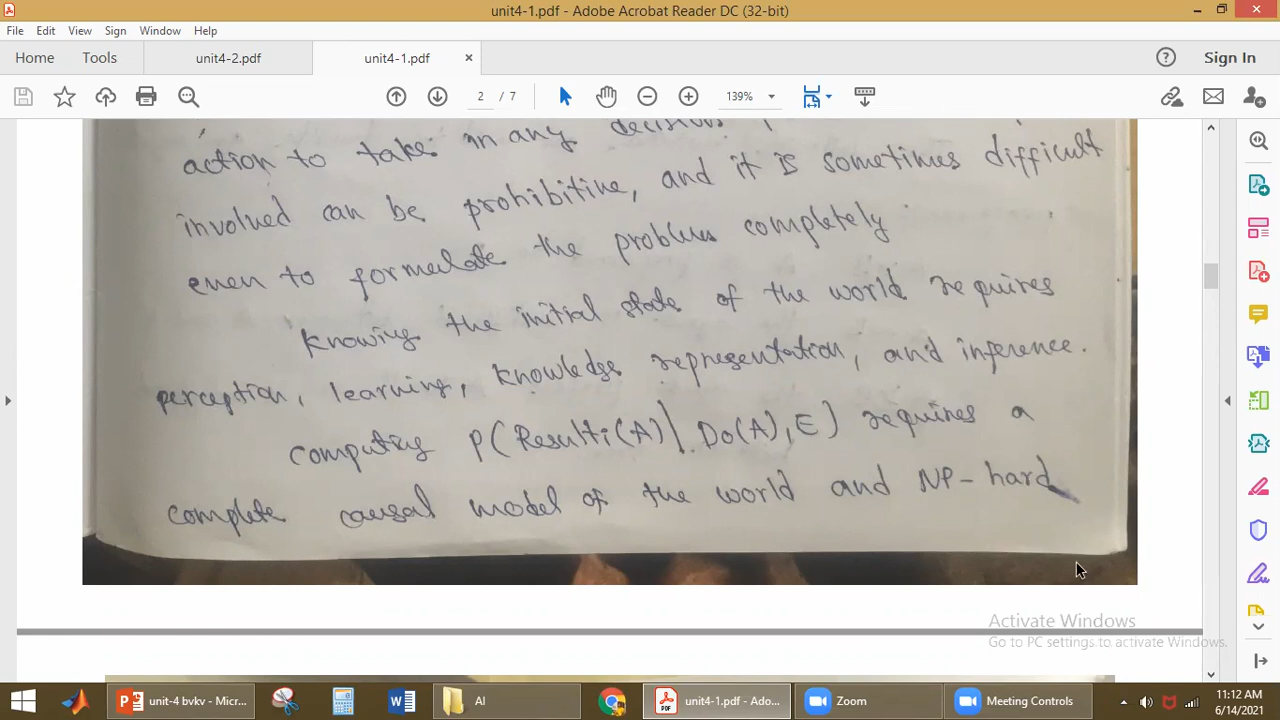 unit4-1.pdf - Adobe Acrobat Reader DC (32-bit)
File Edit View Sign Window Help
Home Tools unit4-2.pdf unit4-1.pdf × Sign In
2 / 7 139%
action to take in any decision
involved can be prohibitive, and it is sometimes difficult
even to formulate the problem completely
Knowing the initial state of the world requires
perception, learning, knowledge representation, and inference.
computing P(Resulti(A)| Do(A), E) requires a
complete causal model of the world and NP-hard
Activate Windows
Go to PC settings to activate Windows.
unit-4 bvkv - Micr... AI unit4-1.pdf - Ado... Zoom Meeting Controls
11:12 AM
6/14/2021